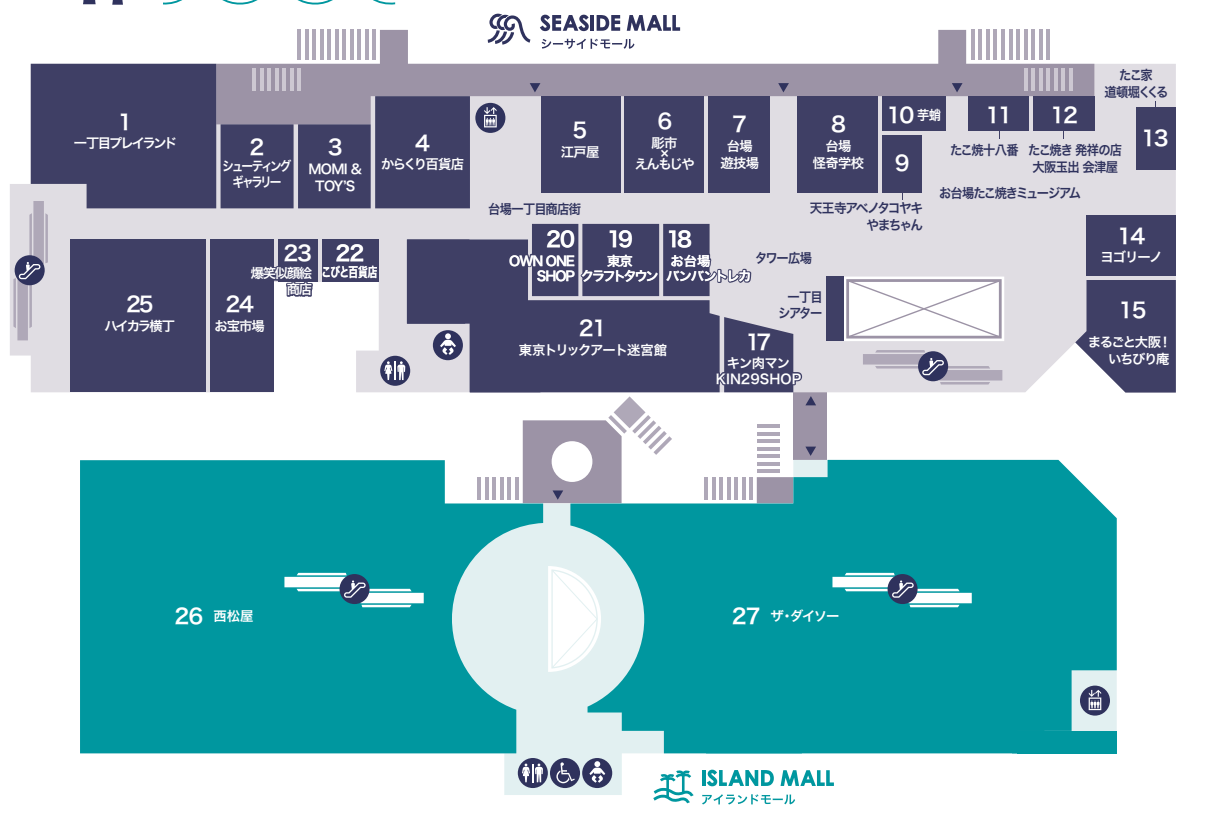 SEASIDE MALL
シーサイドモール
1
一丁目プレイランド
2
シューティング
ギャラリー
3
MOMI &
TOY'S
4
からくり百貨店
5
江戸屋
6
彫市
×
えんもじや
7
台場
遊技場
8
台場
怪奇学校
9
天王寺アベノタコヤキ
やまちゃん
10 芋蛸
11
たこ焼十八番
12
たこ焼き 発祥の店
大阪玉出 会津屋
たこ家
道頓堀くくる
13
お台場たこ焼きミュージアム
台場一丁目商店街
14
ヨゴリーノ
15
まるごと大阪!
いちびり庵
タワー広場
一丁目
シアター
17
キン肉マン
KIN29SHOP
18
お台場
バンバントレカ
19
東京
クラフトタウン
20
OWN ONE
SHOP
21
東京トリックアート迷宮館
22
こびと百貨店
23
爆笑似顔絵
商店
24
お宝市場
25
ハイカラ横丁
26 西松屋
27 ザ・ダイソー
ISLAND MALL
アイランドモール